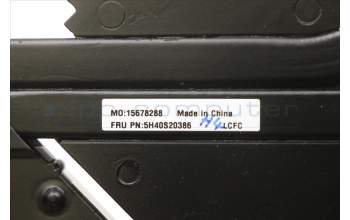 MO:15678288 Made in China
FRU PN:5H40S20386 LCFC